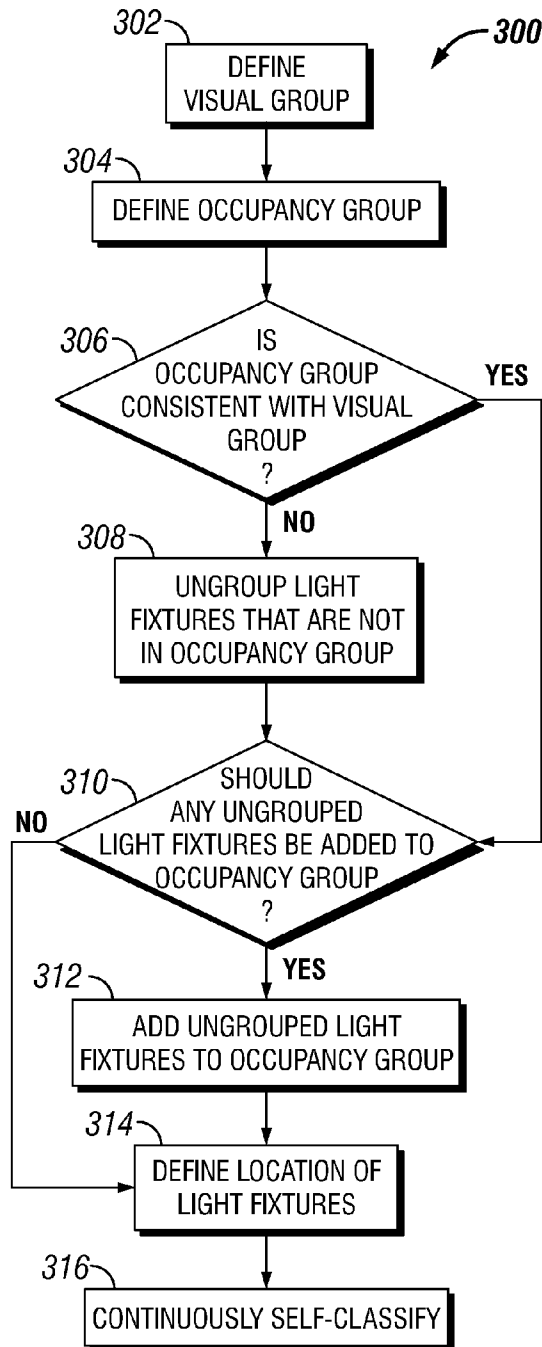 302
300
DEFINE
VISUAL GROUP
304
DEFINE OCCUPANCY GROUP
306
IS
OCCUPANCY GROUP
CONSISTENT WITH VISUAL
GROUP
?
YES
NO
308
UNGROUP LIGHT
FIXTURES THAT ARE NOT
IN OCCUPANCY GROUP
310
SHOULD
ANY UNGROUPED
LIGHT FIXTURES BE ADDED TO
OCCUPANCY GROUP
?
NO
YES
312
ADD UNGROUPED LIGHT
FIXTURES TO OCCUPANCY GROUP
314
DEFINE LOCATION OF
LIGHT FIXTURES
316
CONTINUOUSLY SELF-CLASSIFY